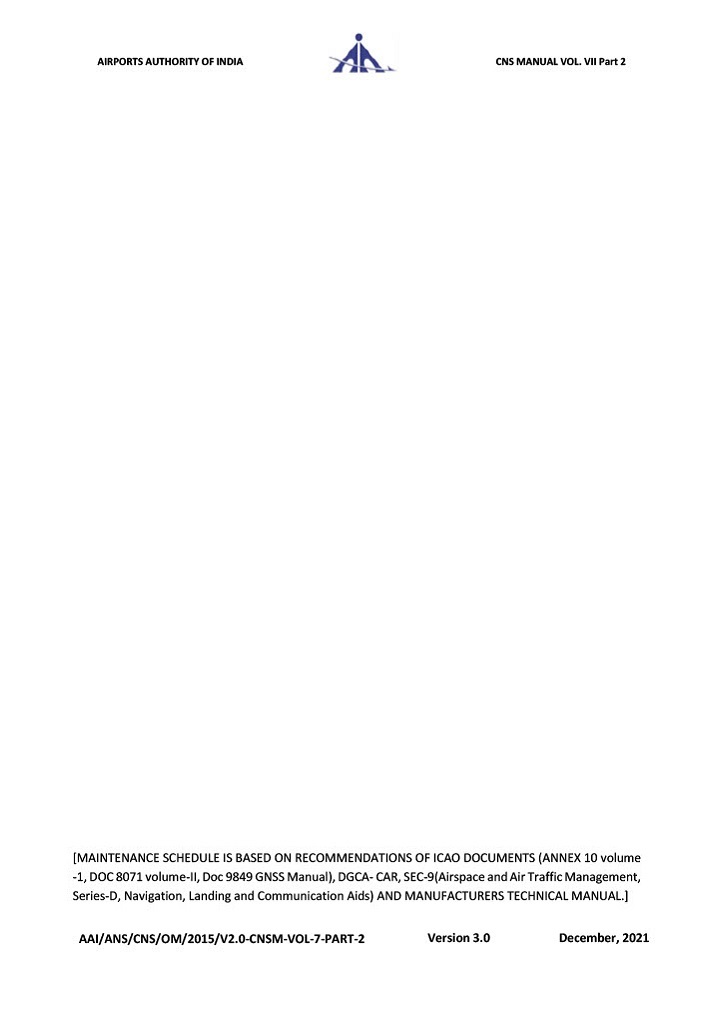 AIRPORTS AUTHORITY OF INDIA CNS MANUAL VOL. VII Part 2
[MAINTENANCE SCHEDULE IS BASED ON RECOMMENDATIONS OF ICAO DOCUMENTS (ANNEX 10 volume
-1, DOC 8071 volume-II, Doc 9849 GNSS Manual), DGCA- CAR, SEC-9(Airspace and Air Traffic Management,
Series-D, Navigation, Landing and Communication Aids) AND MANUFACTURERS TECHNICAL MANUAL.]
AAI/ANS/CNS/OM/2015/V2.0-CNSM-VOL-7-PART-2 Version 3.0 December, 2021